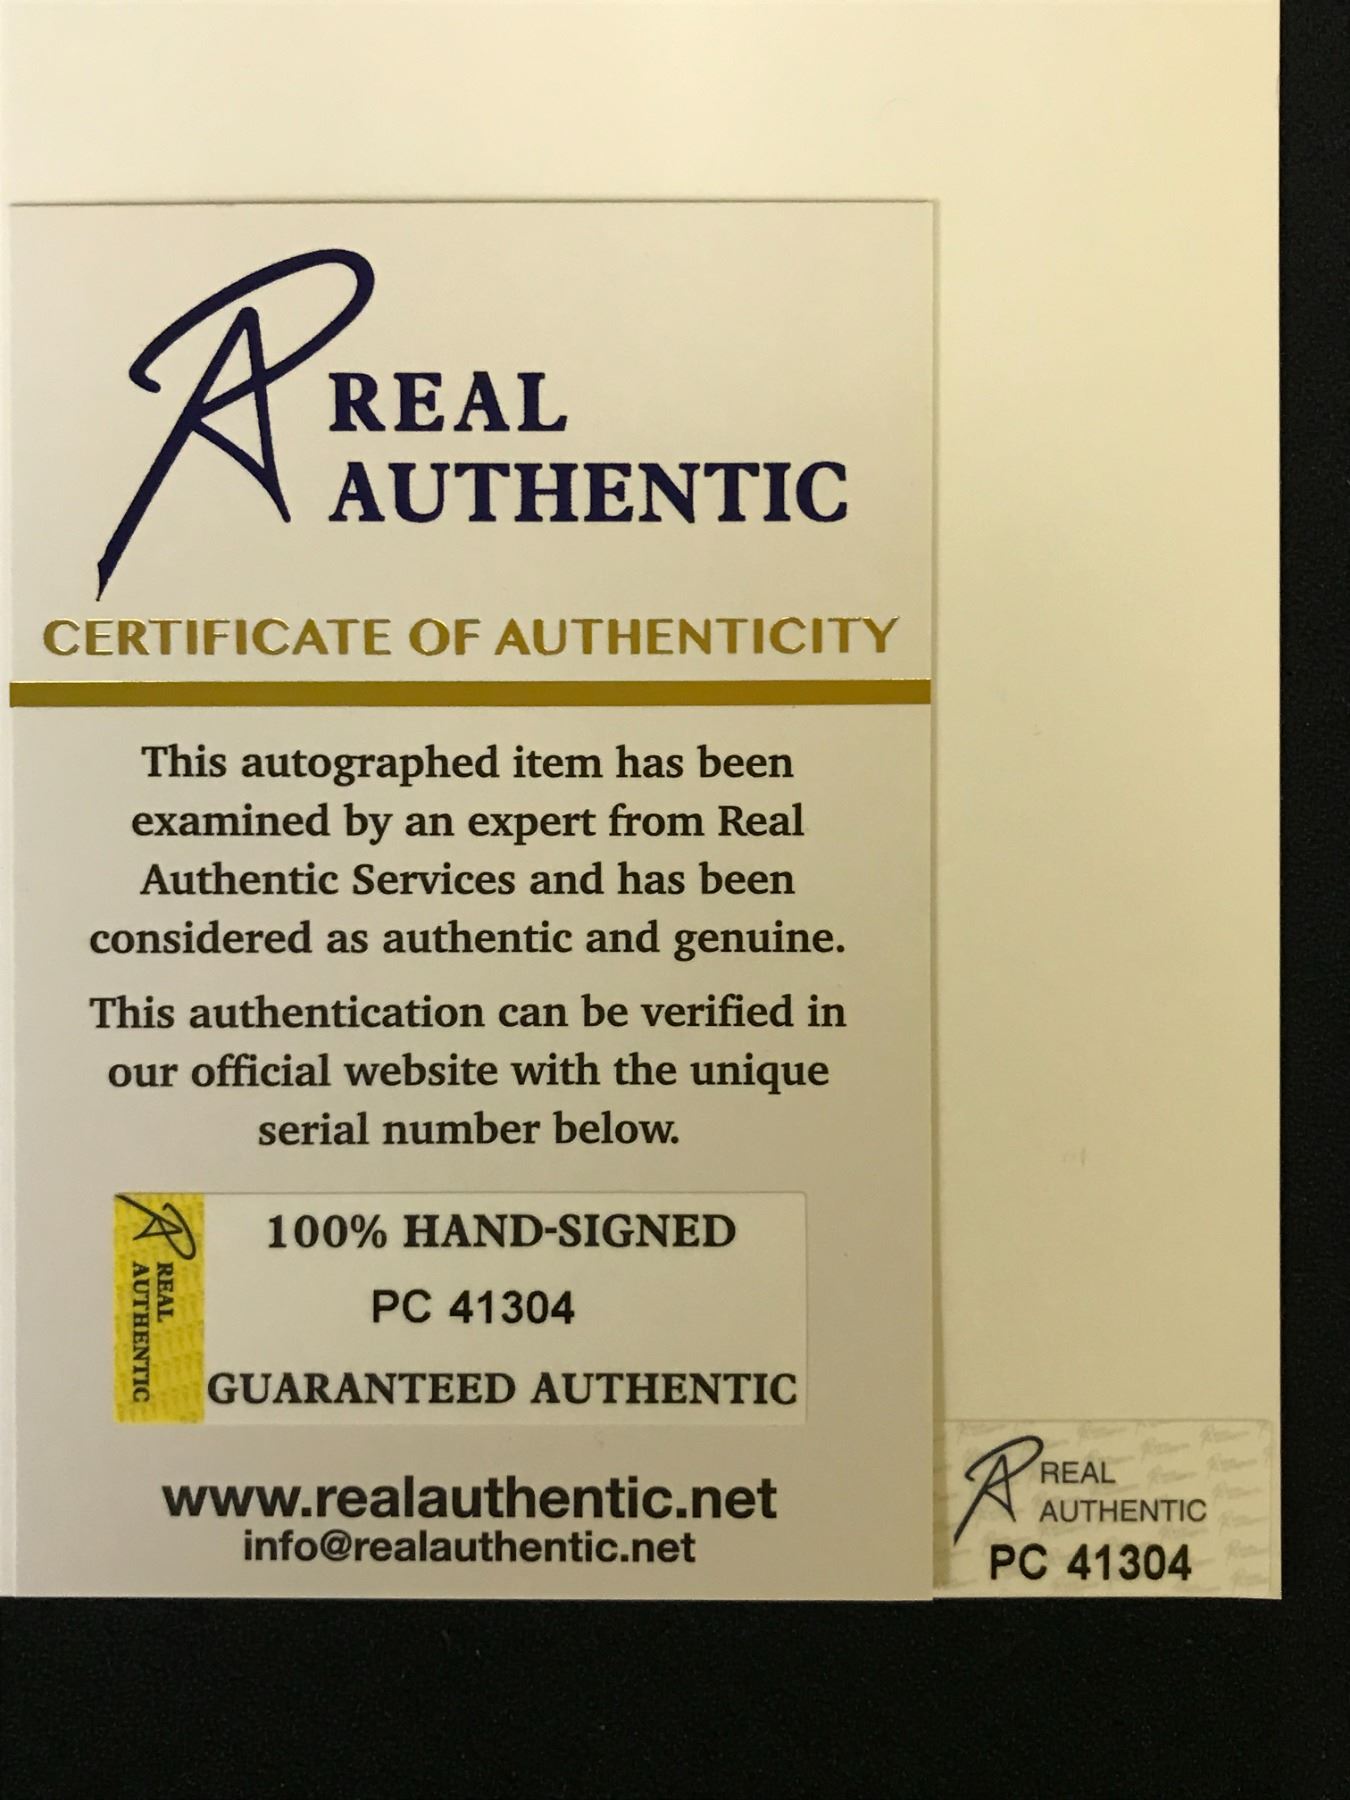 REAL
AUTHENTIC
CERTIFICATE OF AUTHENTICITY
This autographed item has been
examined by an expert from Real
Authentic Services and has been
considered as authentic and genuine.
This authentication can be verified in
our official website with the unique
serial number below.
REAL
AUTHENTIC
100% HAND-SIGNED
PC 41304
GUARANTEED AUTHENTIC
www.realauthentic.net
info@realauthentic.net
REAL
AUTHENTIC
PC 41304